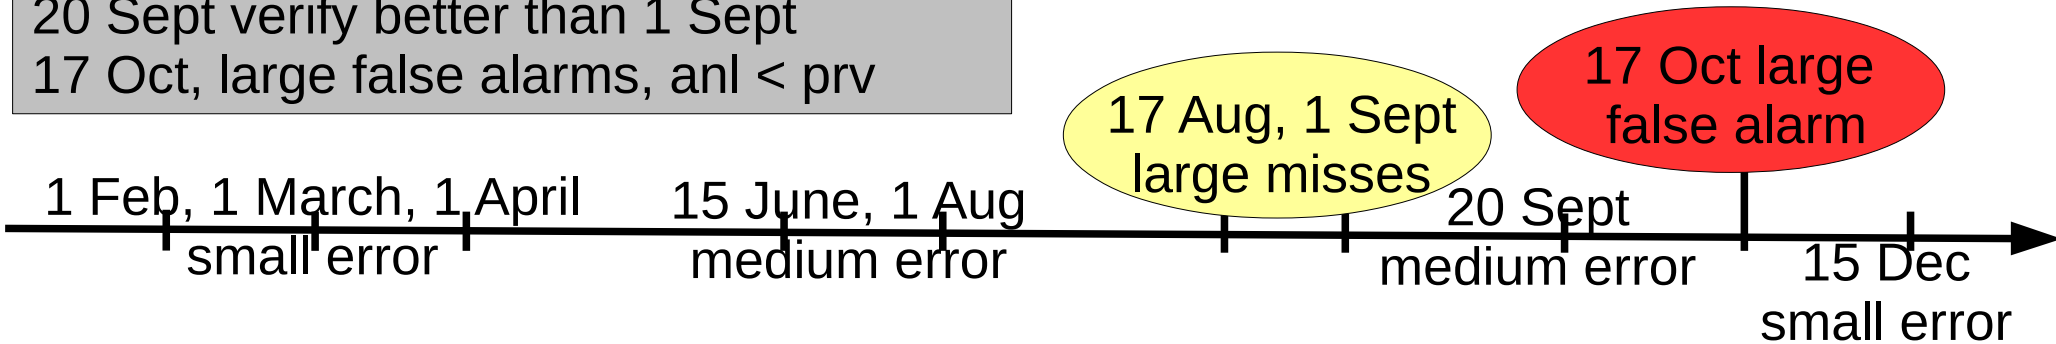 20 Sept verify better than 1 Sept
17 Oct, large false alarms, anl < prv
17 Oct large
false alarm
17 Aug, 1 Sept
large misses
1 Feb, 1 March, 1 April
small error
15 June, 1 Aug
medium error
20 Sept
medium error
15 Dec
small error